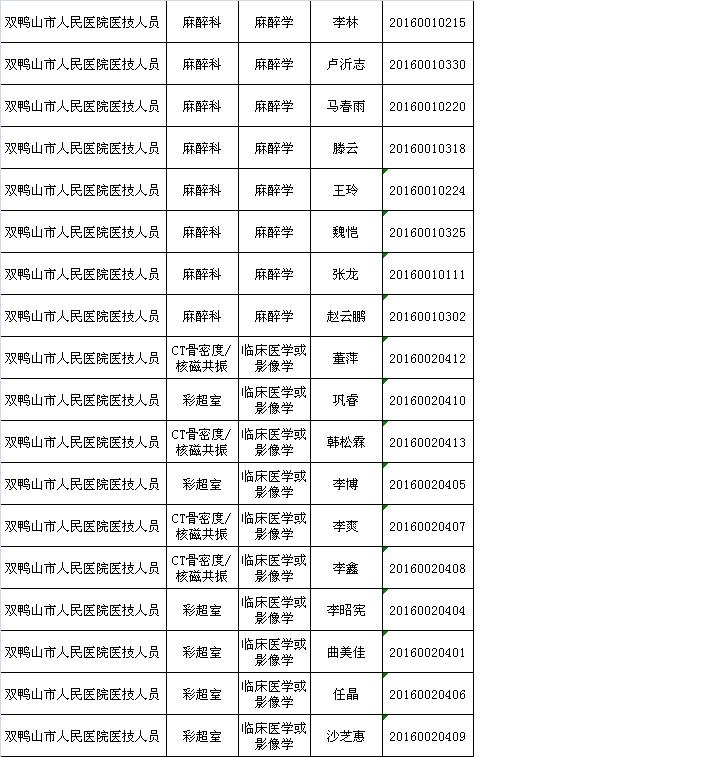 双鸭山市人民医院医技人员 麻醉科 麻醉学 李林 20160010215
双鸭山市人民医院医技人员 麻醉科 麻醉学 卢沂志 20160010330
双鸭山市人民医院医技人员 麻醉科 麻醉学 马春雨 20160010220
双鸭山市人民医院医技人员 麻醉科 麻醉学 滕云 20160010318
双鸭山市人民医院医技人员 麻醉科 麻醉学 王玲 20160010224
双鸭山市人民医院医技人员 麻醉科 麻醉学 魏恺 20160010325
双鸭山市人民医院医技人员 麻醉科 麻醉学 张龙 20160010111
双鸭山市人民医院医技人员 麻醉科 麻醉学 赵云鹏 20160010302
双鸭山市人民医院医技人员 CT骨密度/核磁共振 临床医学或影像学 董萍 20160020412
双鸭山市人民医院医技人员 彩超室 临床医学或影像学 巩睿 20160020410
双鸭山市人民医院医技人员 CT骨密度/核磁共振 临床医学或影像学 韩松霖 20160020413
双鸭山市人民医院医技人员 彩超室 临床医学或影像学 李博 20160020405
双鸭山市人民医院医技人员 CT骨密度/核磁共振 临床医学或影像学 李爽 20160020407
双鸭山市人民医院医技人员 CT骨密度/核磁共振 临床医学或影像学 李鑫 20160020408
双鸭山市人民医院医技人员 彩超室 临床医学或影像学 李昭宪 20160020404
双鸭山市人民医院医技人员 彩超室 临床医学或影像学 曲美佳 20160020401
双鸭山市人民医院医技人员 彩超室 临床医学或影像学 任晶 20160020406
双鸭山市人民医院医技人员 彩超室 临床医学或影像学 沙芝惠 20160020409